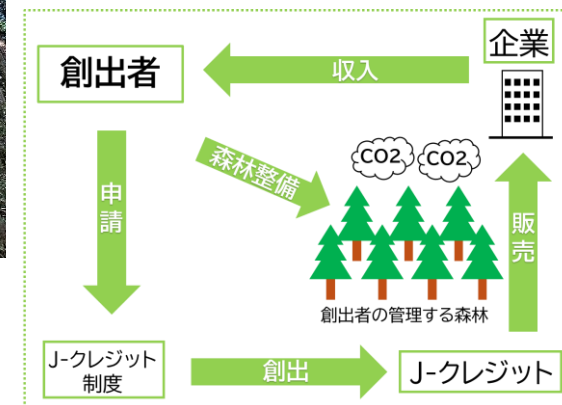 創出者
収入
企業
申請
森林整備
CO2
CO2
販売
創出者の管理する森林
J-クレジット
制度
創出
J-クレジット